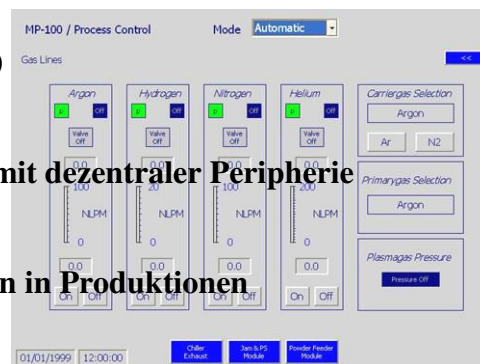 MP-100 / Process Control Mode Automatic
)
Gas Lines <<
Argon Hydrogen Nitrogen Helium Carriergas Selection
p Off p Off p Off p Off Argon
Valve Off Valve Off Valve Off Valve Off Ar N2
0.0 0.0 0.0 0.0
mit dezentraler Peripherie
100 20 100 200 Primarygas Selection
NLPM NLPM NLPM NLPM Argon
0 0 0 0
Plasmagas Pressure
0.0 0.0 0.0 0.0 Pressure Off
n in Produktionen
On Off On Off On Off On Off
Chiller Exhaust Jam & PS Module Powder Feeder Module
01/01/1999 12:00:00